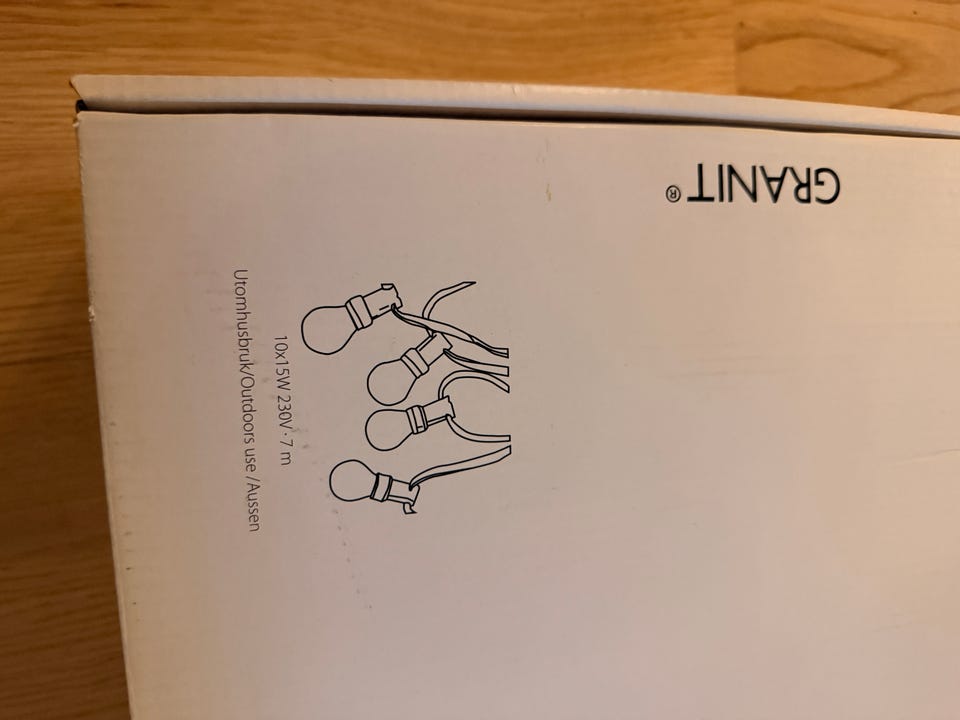 GRANIT®
10x15W 230V · 7 m
Utomhusbruk/Outdoors use /Aussen